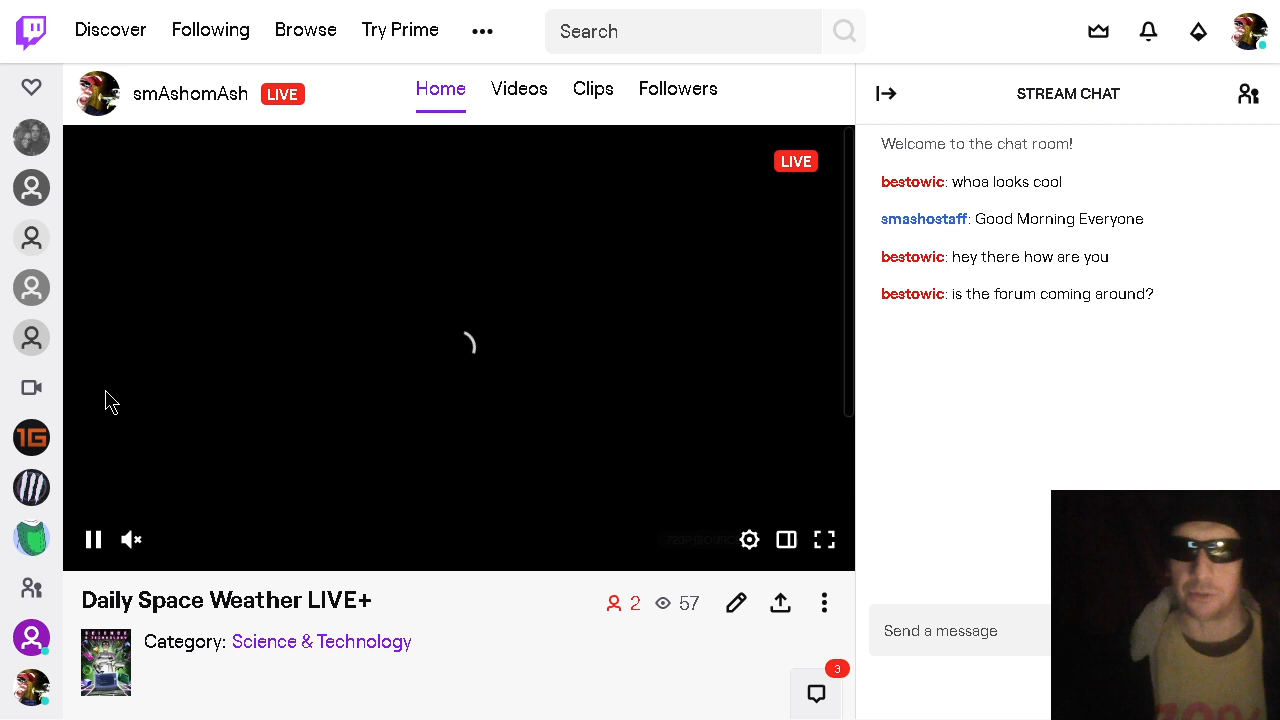 Discover Following Browse Try Prime
Search
smAshomAsh LIVE
Home Videos Clips Followers
STREAM CHAT
LIVE
Welcome to the chat room!
bestowic: whoa looks cool
smashostaff: Good Morning Everyone
bestowic: hey there how are you
bestowic: is the forum coming around?
1G
Daily Space Weather LIVE+
2 57
Category: Science & Technology
3
Send a message